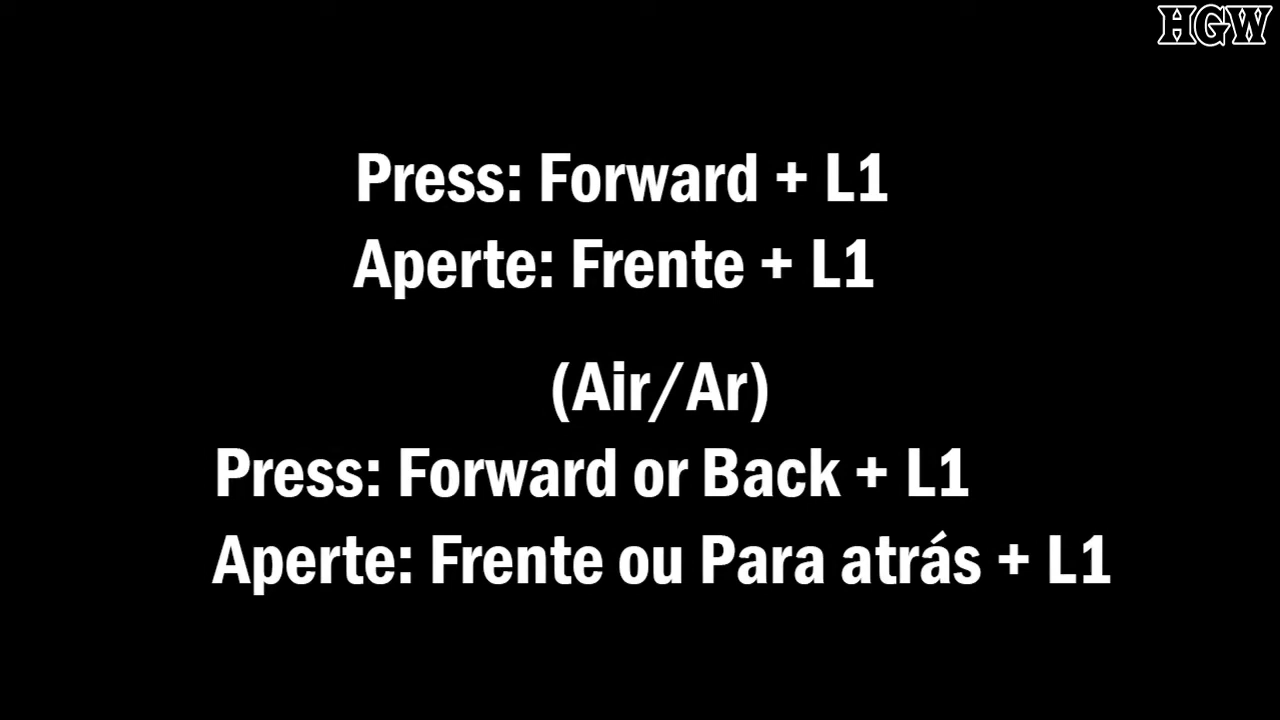 HGW
Press: Forward + L1
Aperte: Frente + L1
(Air/Ar)
Press: Forward or Back + L1
Aperte: Frente ou Para atrás + L1